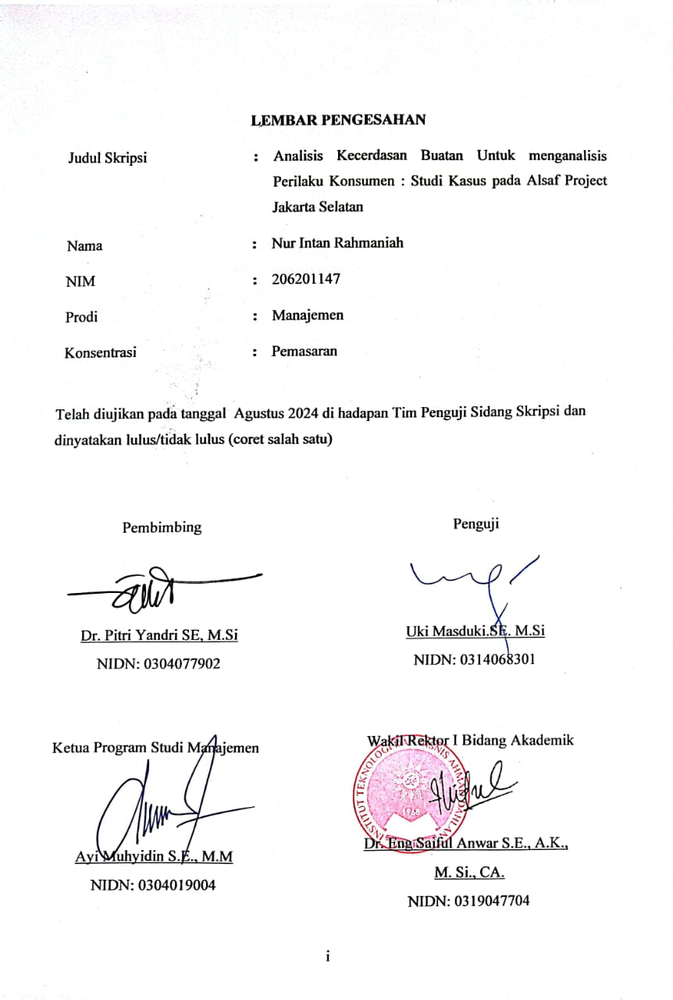 LEMBAR PENGESAHAN
Judul Skripsi : Analisis Kecerdasan Buatan Untuk menganalisis
Perilaku Konsumen : Studi Kasus pada Alsaf Project
Jakarta Selatan
Nama : Nur Intan Rahmaniah
NIM : 206201147
Prodi : Manajemen
Konsentrasi : Pemasaran
Telah diujikan pada tanggal Agustus 2024 di hadapan Tim Penguji Sidang Skripsi dan
dinyatakan lulus/tidak lulus (coret salah satu)
Pembimbing
Dr. Pitri Yandri SE, M.Si
NIDN: 0304077902
Penguji
Uki Masduki.SE. M.Si
NIDN: 0314068301
Ketua Program Studi Manajemen
Ayi Muhyidin S.E., M.M
NIDN: 0304019004
Wakil Rektor I Bidang Akademik
INSTITUT TEKNOLOGI
1968
Dr. Eng Saiful Anwar S.E., A.K.,
M. Si., CA.
NIDN: 0319047704
i